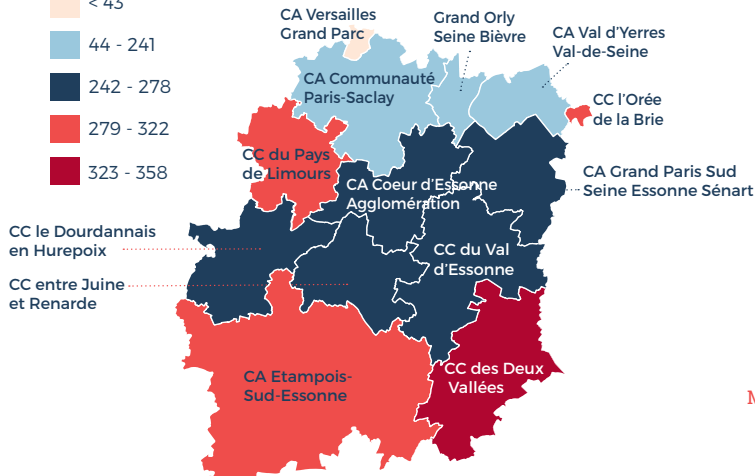 < 43
44 - 241
242 - 278
279 - 322
323 - 358
CA Versailles
Grand Parc
Grand Orly
Seine Bièvre
CA Val d’Yerres
Val-de-Seine
CA Communauté
Paris-Saclay
CC l’Orée
de la Brie
CC du Pays
de Limours
CA Coeur d’Essonne
Agglomération
CA Grand Paris Sud
Seine Essonne Sénart
CC le Dourdannais
en Hurepoix
CC du Val
d’Essonne
CC entre Juine
et Renarde
CA Etampois-
Sud-Essonne
CC des Deux
Vallées